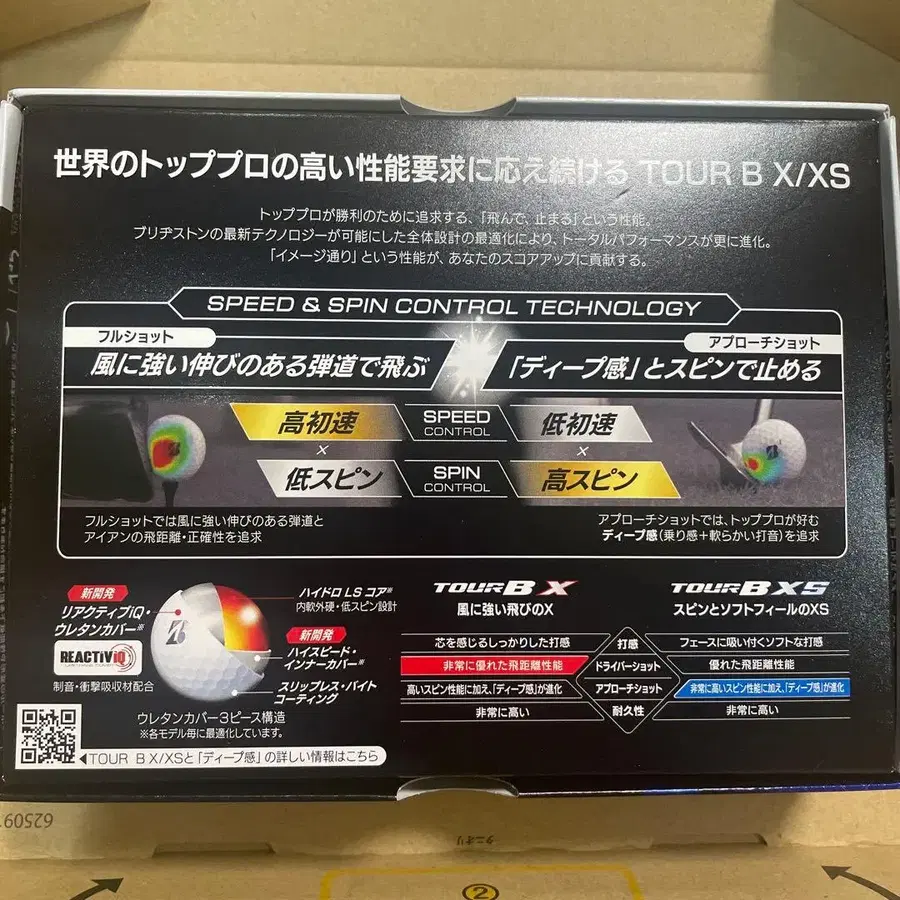 世界のトッププロの高い性能要求に応え続ける TOUR B X/XS
トッププロが勝利のために追求する、「飛んで、止まる」という性能。
ブリヂストンの最新テクノロジーが可能にした全体設計の最適化により、トータルパフォーマンスが更に進化。
「イメージ通り」という性能が、あなたのスコアアップに貢献する。
SPEED & SPIN CONTROL TECHNOLOGY
フルショット
風に強い伸びのある弾道で飛ぶ
アプローチショット
「ディープ感」とスピンで止める
高初速
×
低スピン
SPEED
CONTROL
SPIN
CONTROL
低初速
×
高スピン
フルショットでは風に強い伸びのある弾道と
アイアンの飛距離・正確性を追求
アプローチショットでは、トッププロが好む
ディープ感(乗り感+軟らかい打音)を追求
新開発
リアクティブiQ・
ウレタンカバー※
REACTIV iQ
制音・衝撃吸収材配合
B
ハイドロ LS コア※
内軟外硬・低スピン設計
新開発
ハイスピード・
インナーカバー※
スリップレス・バイト
コーティング
ウレタンカバー3ピース構造
※各モデル毎に最適化しています。
TOUR B X/XSと「ディープ感」の詳しい情報はこちら
TOUR B X
風に強い飛びのX
TOUR B XS
スピンとソフトフィールのXS
芯を感じるしっかりした打感 打感 フェースに吸い付くソフトな打感
非常に優れた飛距離性能 ドライバーショット 優れた飛距離性能
高いスピン性能に加え、「ディープ感」が進化 アプローチショット 非常に高いスピン性能に加え、「ディープ感」が進化
非常に高い 耐久性 非常に高い
62509
タニオリ
②